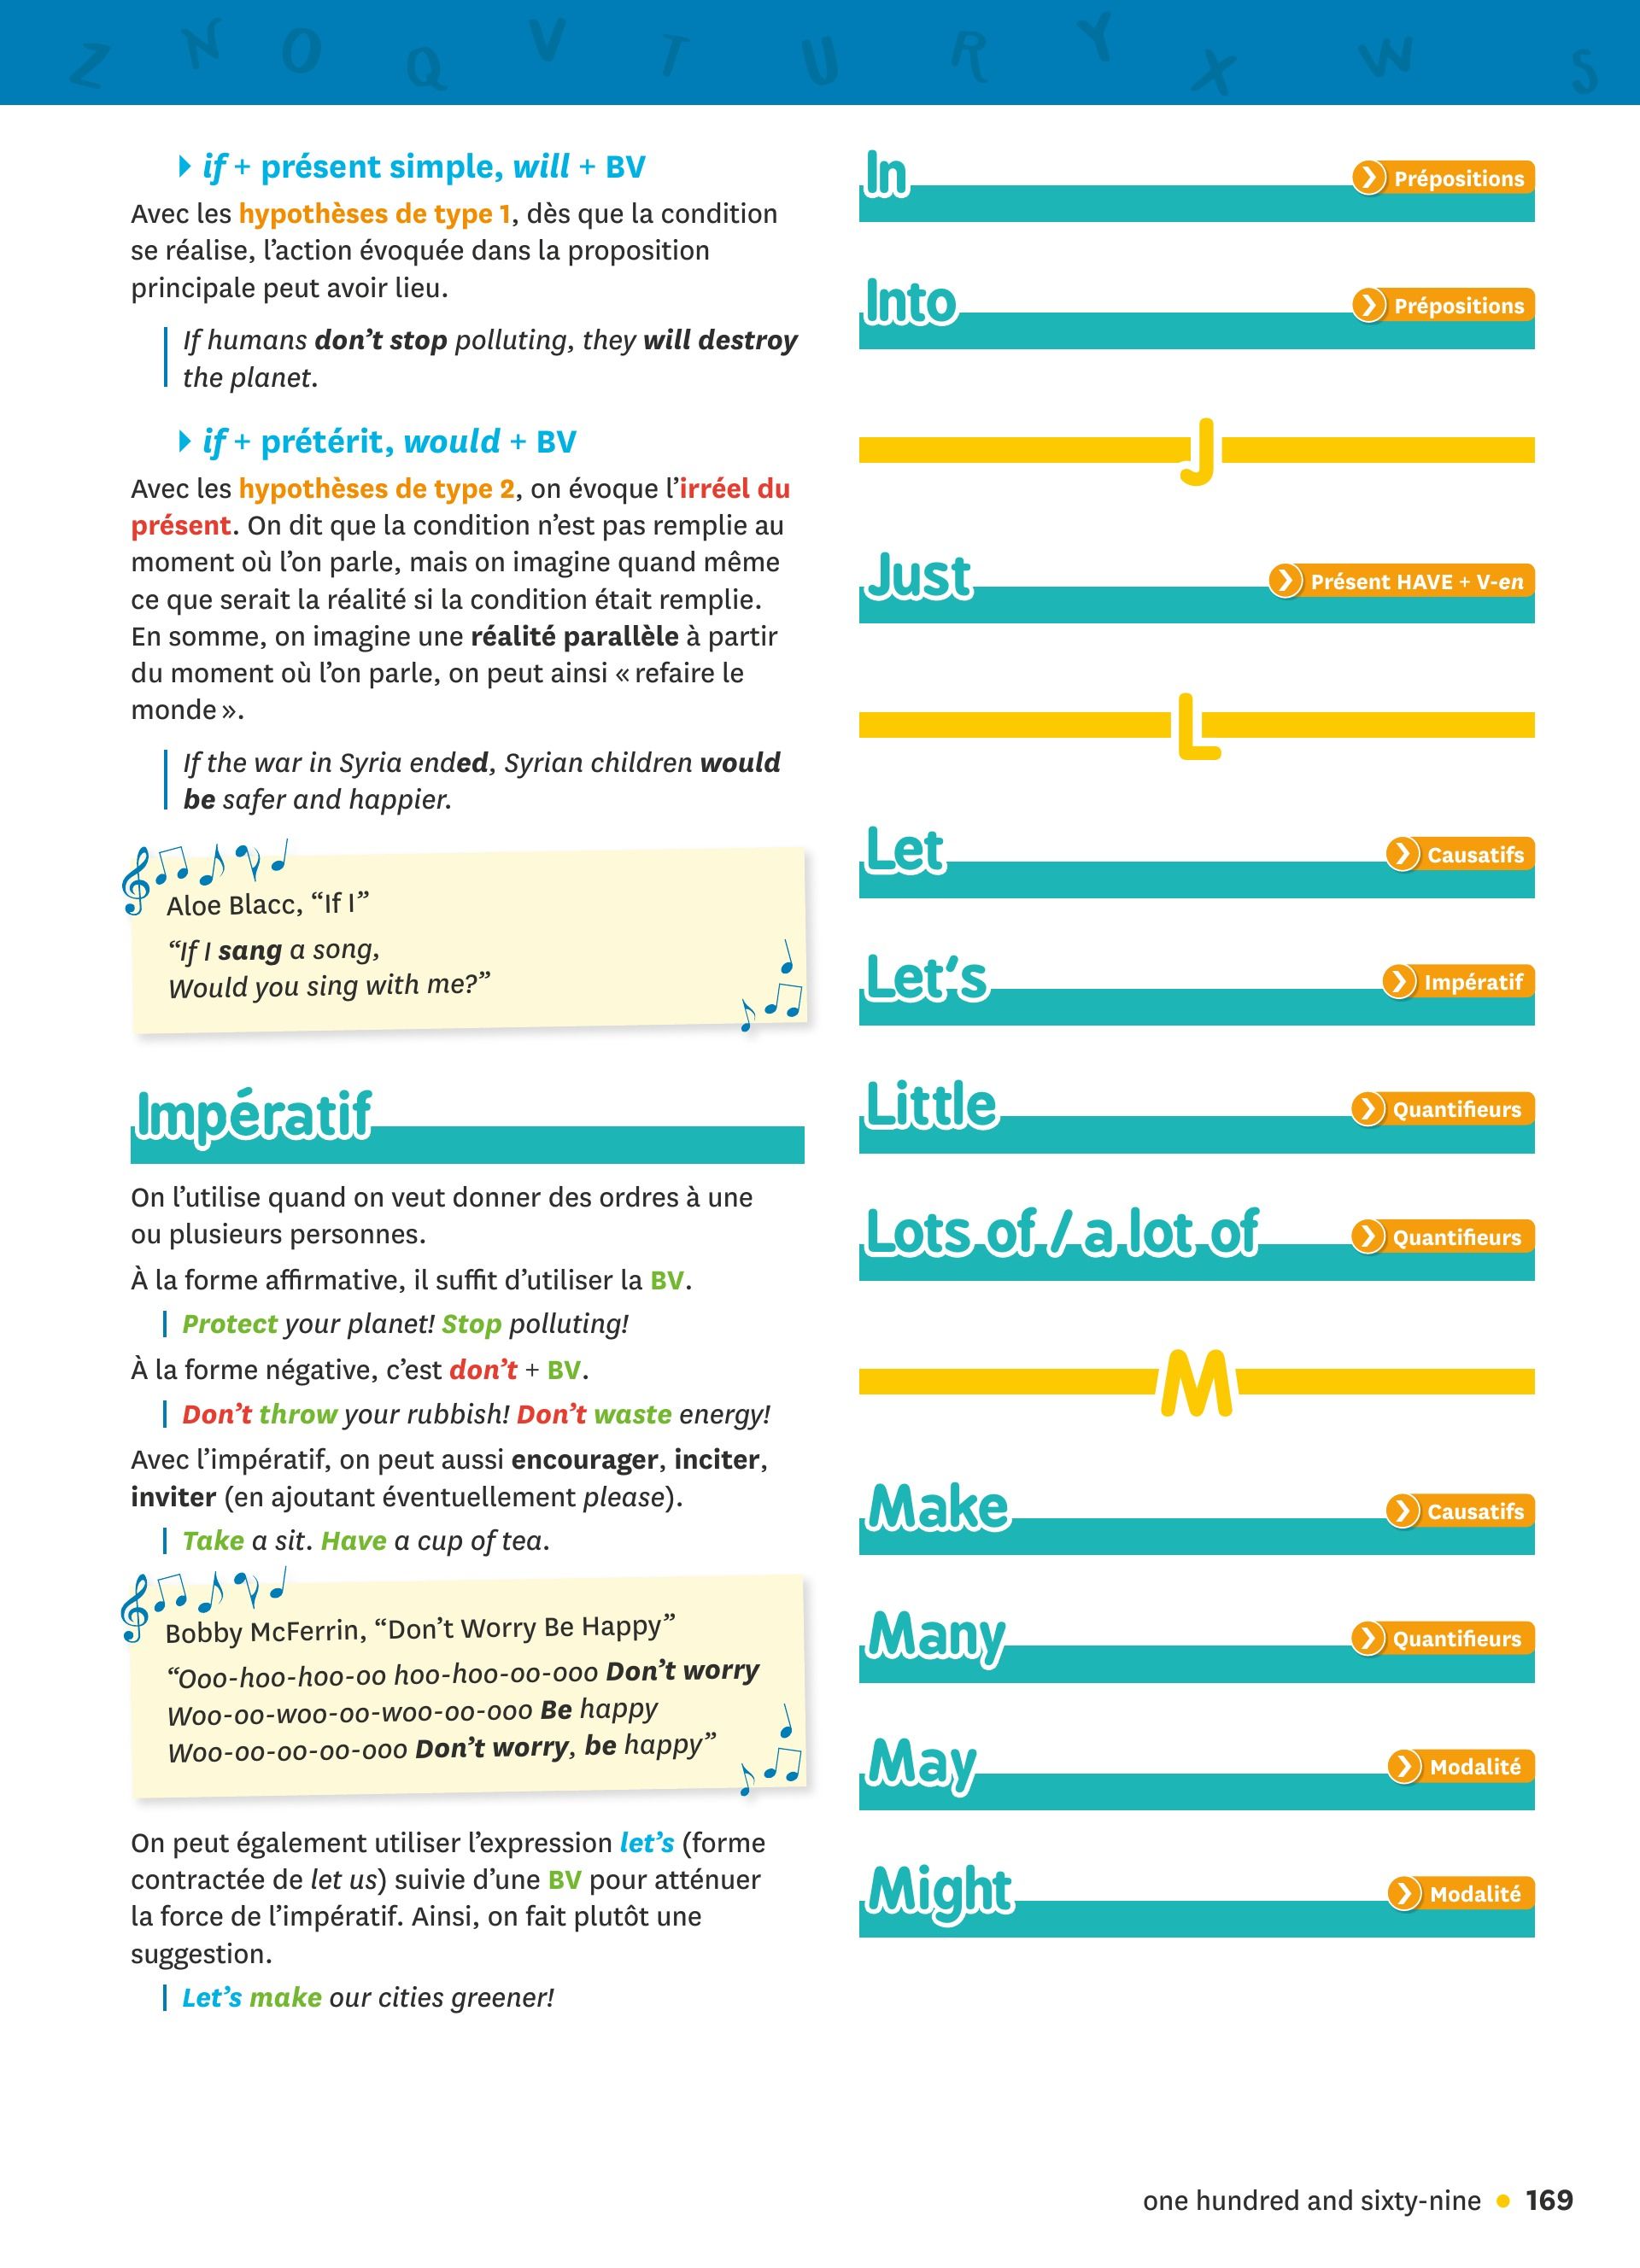 Z N O Q V T U R Y X W S
if + présent simple, will + BV
Avec les hypothèses de type 1, dès que la condition
se réalise, l’action évoquée dans la proposition
principale peut avoir lieu.
If humans don’t stop polluting, they will destroy
the planet.
if + prétérit, would + BV
Avec les hypothèses de type 2, on évoque l’irréel du
présent. On dit que la condition n’est pas remplie au
moment où l’on parle, mais on imagine quand même
ce que serait la réalité si la condition était remplie.
En somme, on imagine une réalité parallèle à partir
du moment où l’on parle, on peut ainsi « refaire le
monde ».
If the war in Syria ended, Syrian children would
be safer and happier.
Aloe Blacc, “If I”
“If I sang a song,
Would you sing with me?”
Impératif
On l’utilise quand on veut donner des ordres à une
ou plusieurs personnes.
À la forme affirmative, il suffit d’utiliser la BV.
Protect your planet! Stop polluting!
À la forme négative, c’est don’t + BV.
Don’t throw your rubbish! Don’t waste energy!
Avec l’impératif, on peut aussi encourager, inciter,
inviter (en ajoutant éventuellement please).
Take a sit. Have a cup of tea.
Bobby McFerrin, “Don’t Worry Be Happy”
“Ooo-hoo-hoo-oo hoo-hoo-oo-ooo Don’t worry
Woo-oo-woo-oo-woo-oo-ooo Be happy
Woo-oo-oo-oo-ooo Don’t worry, be happy”
On peut également utiliser l’expression let’s (forme
contractée de let us) suivie d’une BV pour atténuer
la force de l’impératif. Ainsi, on fait plutôt une
suggestion.
Let’s make our cities greener!
In Prépositions
Into Prépositions
J
Just Présent HAVE + V-en
L
Let Causatifs
Let’s Impératif
Little Quantifieurs
Lots of / a lot of Quantifieurs
M
Make Causatifs
Many Quantifieurs
May Modalité
Might Modalité
one hundred and sixty-nine • 169